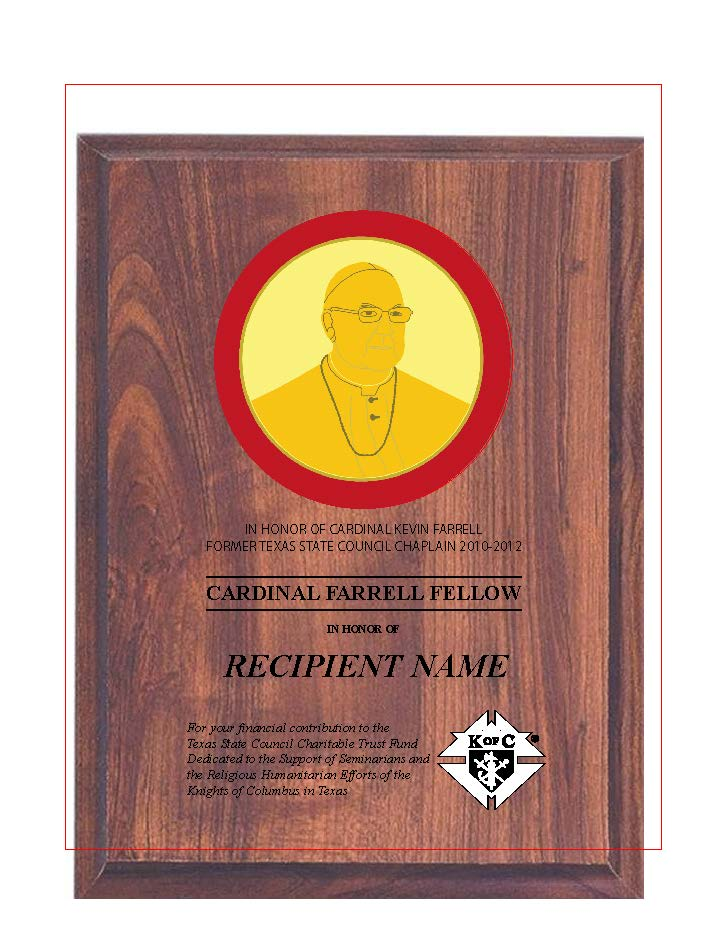 IN HONOR OF CARDINAL KEVIN FARRELL
FORMER TEXAS STATE COUNCIL CHAPLAIN 2010-2012
CARDINAL FARRELL FELLOW
IN HONOR OF
RECIPIENT NAME
For your financial contribution to the
Texas State Council Charitable Trust Fund
Dedicated to the Support of Seminarians and
the Religious Humanitarian Efforts of the
Knights of Columbus in Texas
K OF C ®